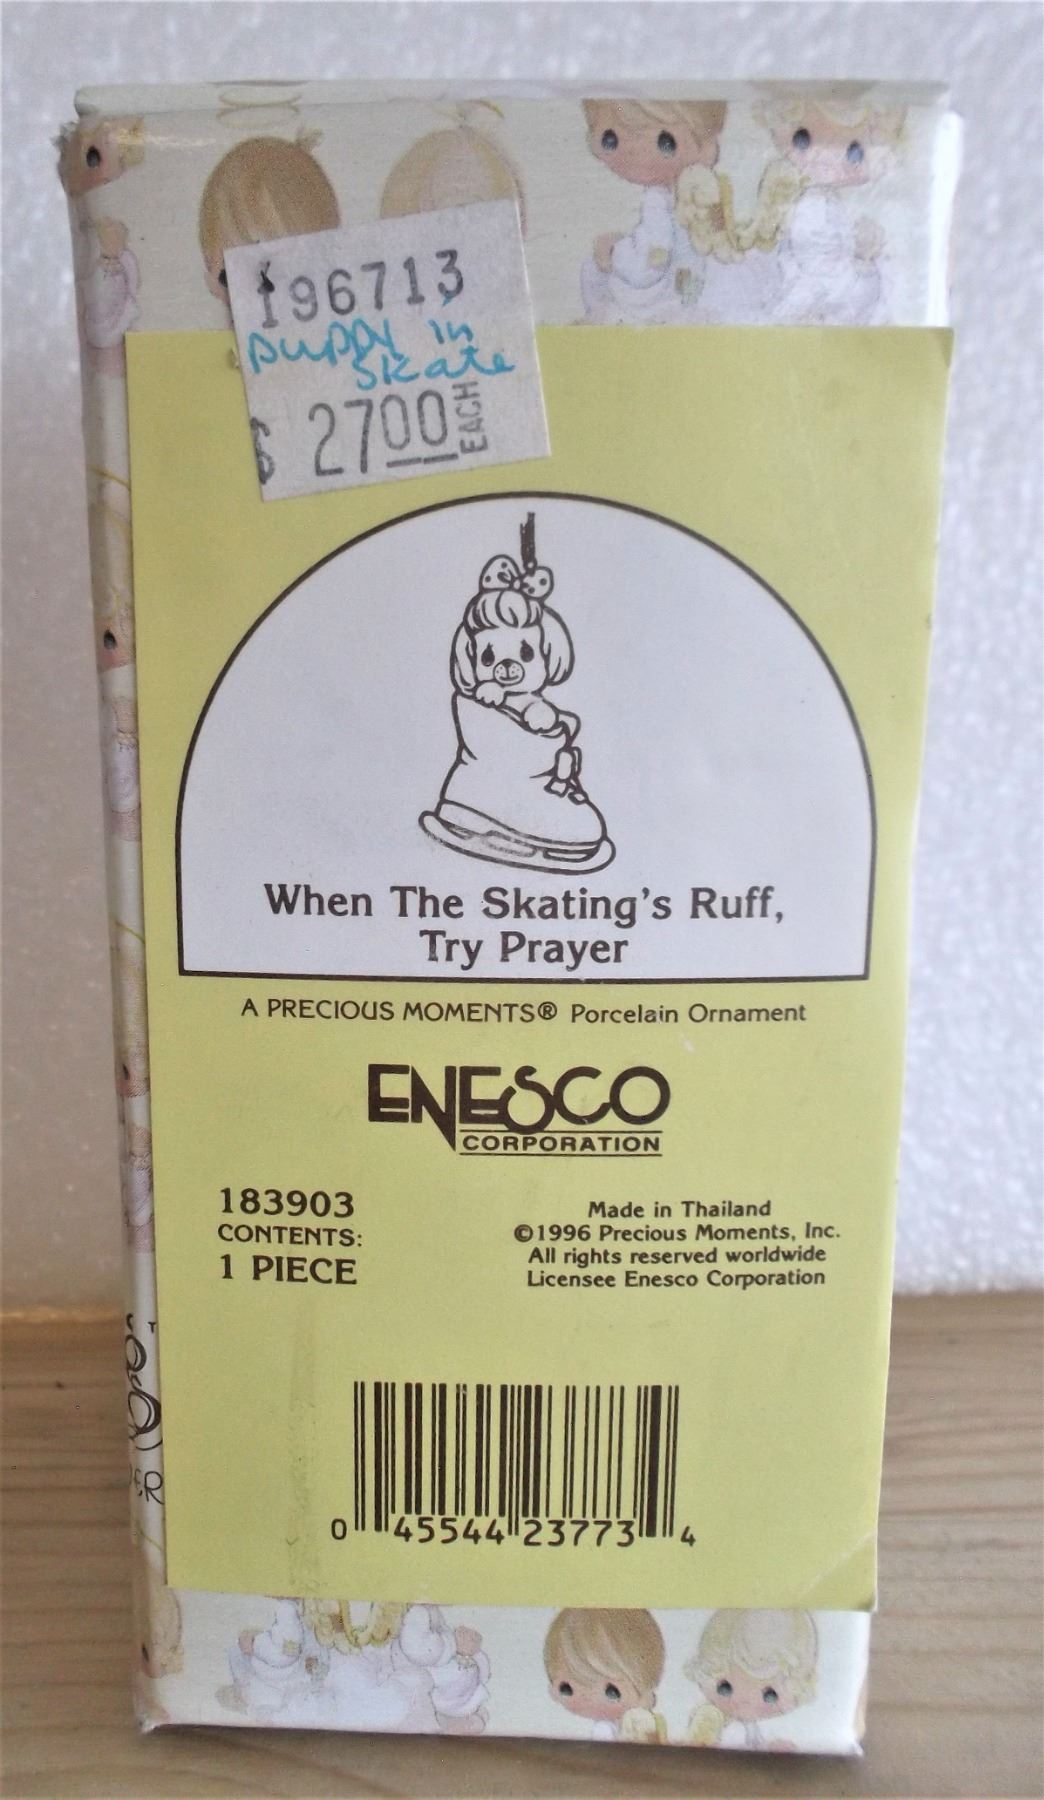 196713
puppy in
skate
$ 2700 EACH
When The Skating's Ruff,
Try Prayer
A PRECIOUS MOMENTS® Porcelain Ornament
ENESCO
CORPORATION
183903
CONTENTS:
1 PIECE
Made in Thailand
©1996 Precious Moments, Inc.
All rights reserved worldwide
Licensee Enesco Corporation
0 45544 23773 4
ER